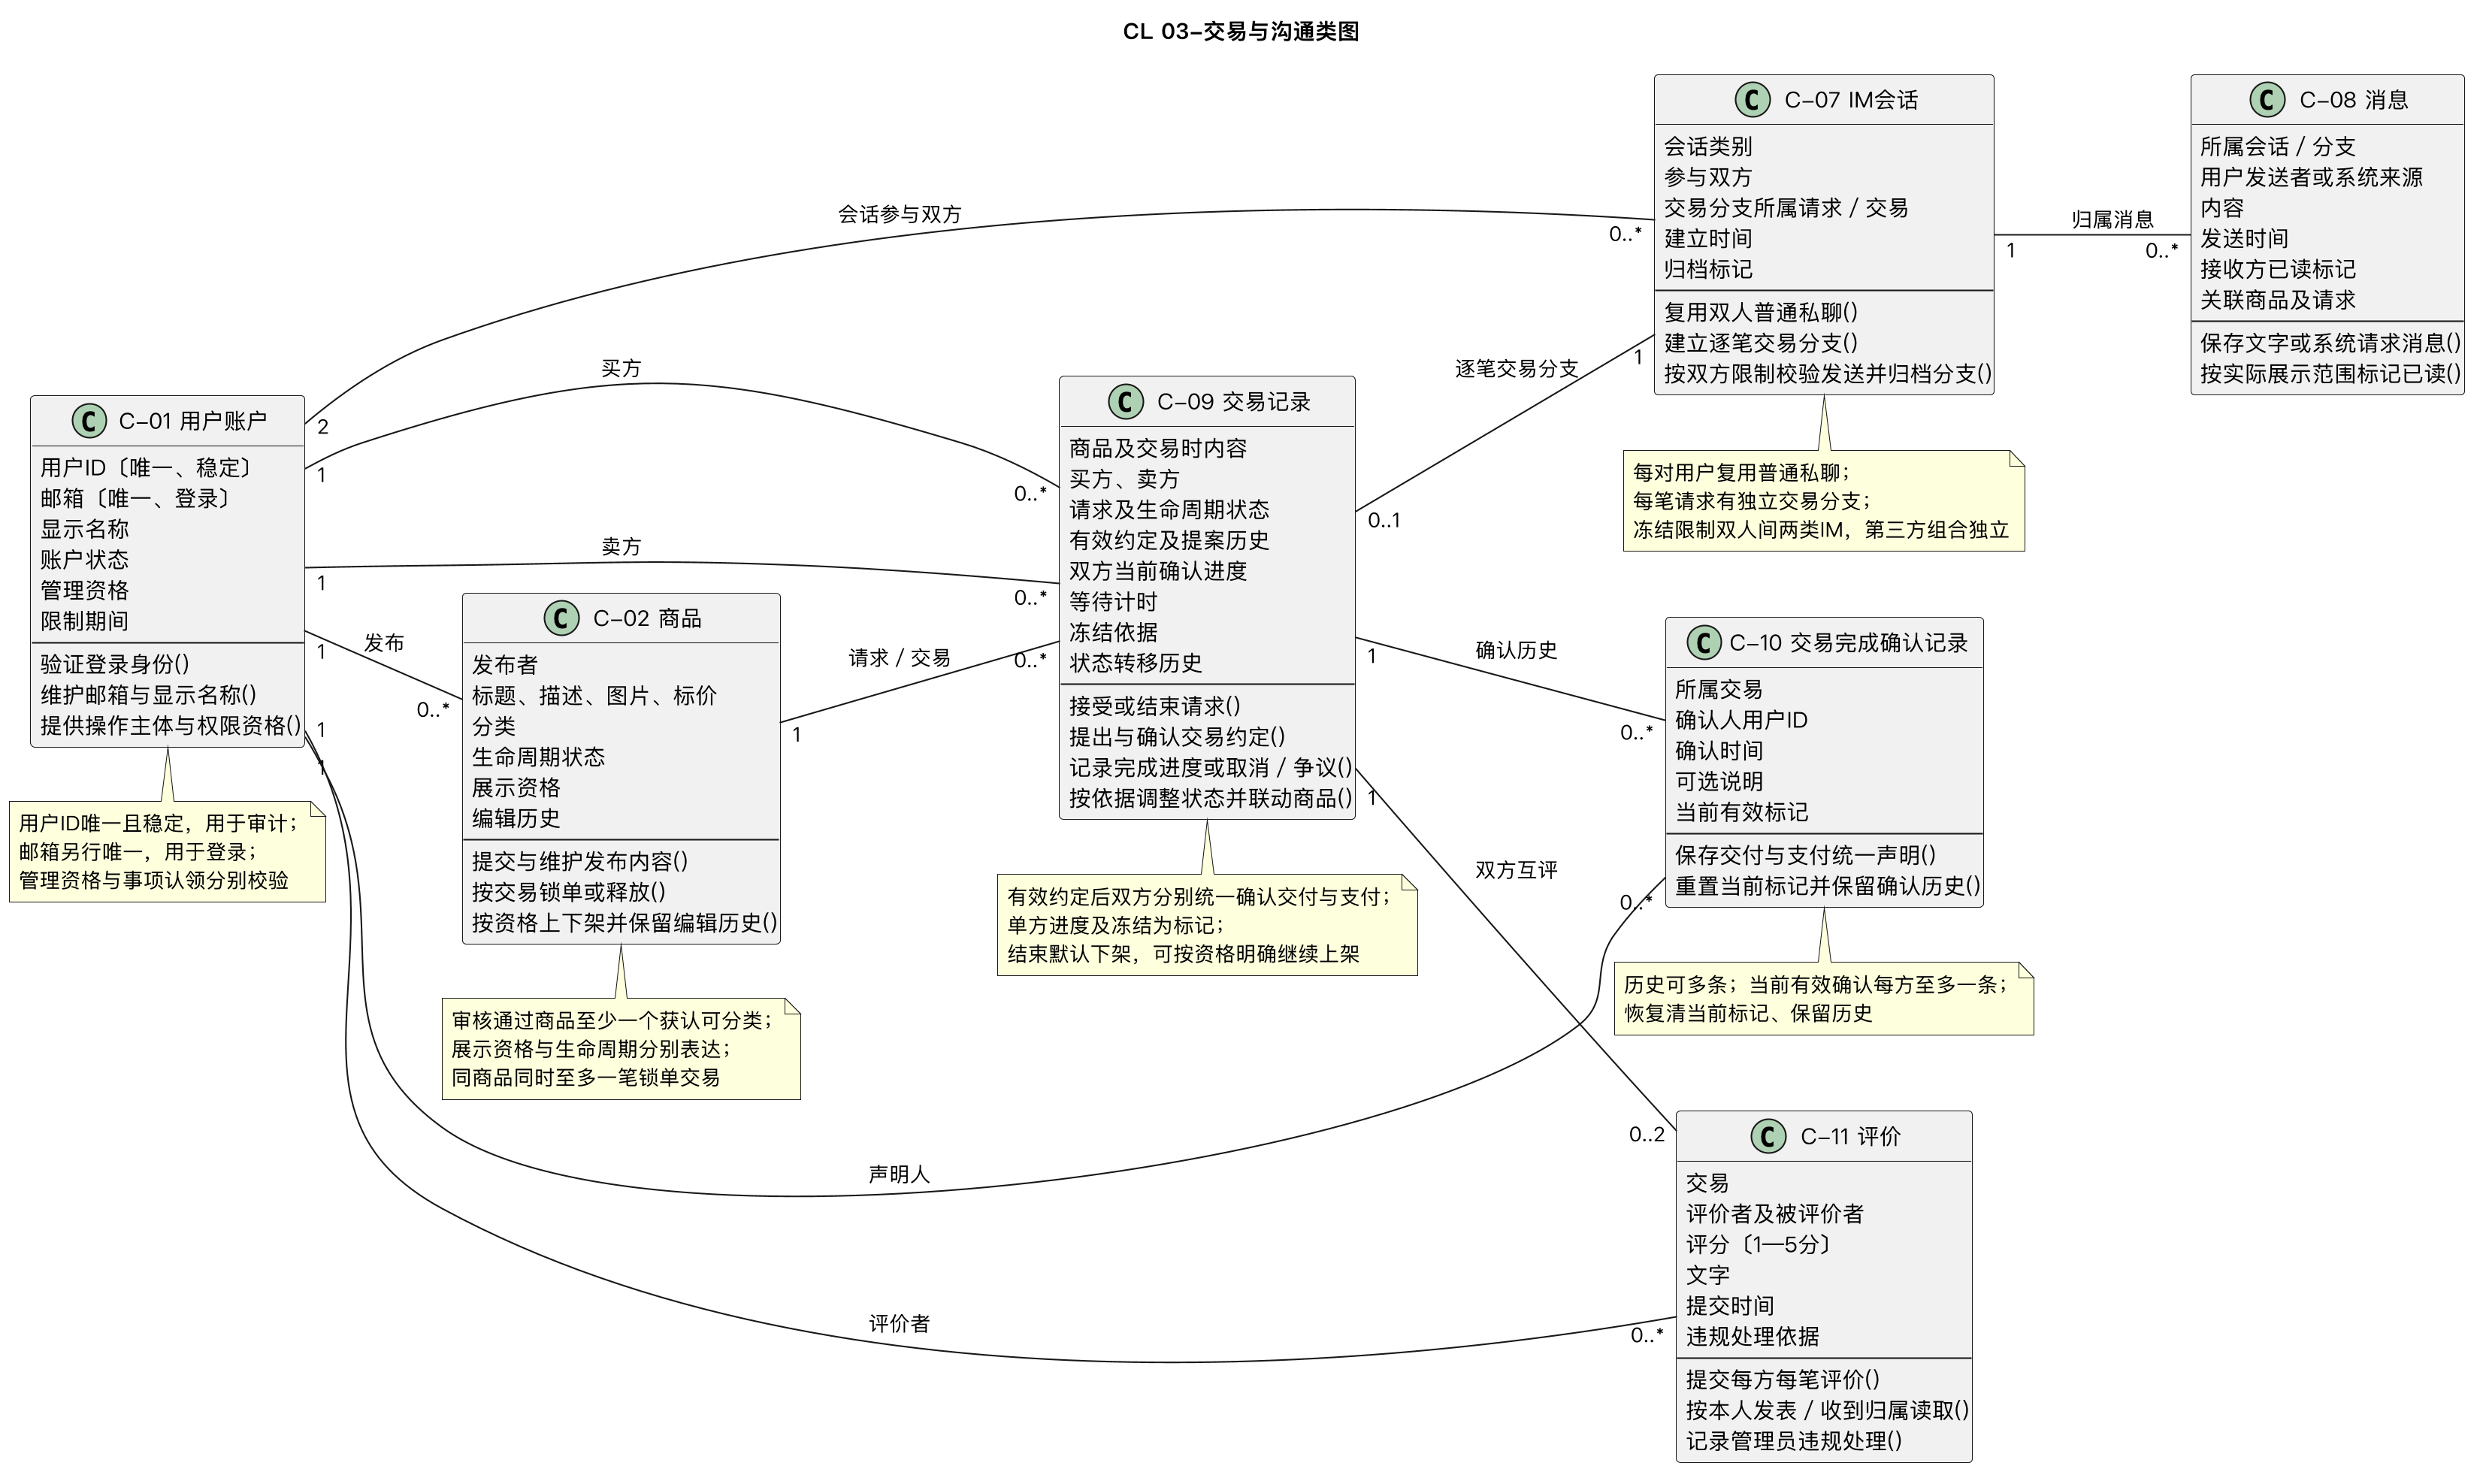 CL 03-交易与沟通类图
C-01 用户账户
用户ID〔唯一、稳定〕
邮箱〔唯一、登录〕
显示名称
账户状态
管理资格
限制期间
验证登录身份()
维护邮箱与显示名称()
提供操作主体与权限资格()
用户ID唯一且稳定，用于审计；
邮箱另行唯一，用于登录；
管理资格与事项认领分别校验
C-02 商品
发布者
标题、描述、图片、标价
分类
生命周期状态
展示资格
编辑历史
提交与维护发布内容()
按交易锁单或释放()
按资格上下架并保留编辑历史()
审核通过商品至少一个获认可分类；
展示资格与生命周期分别表达；
同商品同时至多一笔锁单交易
C-09 交易记录
商品及交易时内容
买方、卖方
请求及生命周期状态
有效约定及提案历史
双方当前确认进度
等待计时
冻结依据
状态转移历史
接受或结束请求()
提出与确认交易约定()
记录完成进度或取消 / 争议()
按依据调整状态并联动商品()
有效约定后双方分别统一确认交付与支付；
单方进度及冻结为标记；
结束默认下架，可按资格明确继续上架
C-07 IM会话
会话类别
参与双方
交易分支所属请求 / 交易
建立时间
归档标记
复用双人普通私聊()
建立逐笔交易分支()
按双方限制校验发送并归档分支()
每对用户复用普通私聊；
每笔请求有独立交易分支；
冻结限制双人间两类IM，第三方组合独立
C-08 消息
所属会话 / 分支
用户发送者或系统来源
内容
发送时间
接收方已读标记
关联商品及请求
保存文字或系统请求消息()
按实际展示范围标记已读()
C-10 交易完成确认记录
所属交易
确认人用户ID
确认时间
可选说明
当前有效标记
保存交付与支付统一声明()
重置当前标记并保留确认历史()
历史可多条；当前有效确认每方至多一条；
恢复清当前标记、保留历史
C-11 评价
交易
评价者及被评价者
评分〔1—5分〕
文字
提交时间
违规处理依据
提交每方每笔评价()
按本人发表 / 收到归属读取()
记录管理员违规处理()
会话参与双方
2
0..*
买方
1
0..*
卖方
1
0..*
发布
1
0..*
请求 / 交易
1
0..*
逐笔交易分支
0..1
1
归属消息
1
0..*
确认历史
1
0..*
双方互评
1
0..2
声明人
1
0..*
评价者
1
0..*